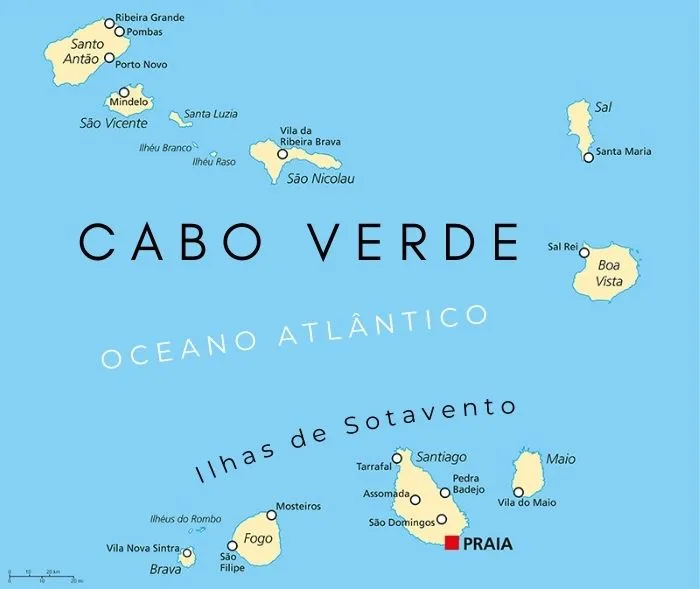 Ribeira Grande
Pombas
Santo
Antão
Porto Novo
Mindelo
São Vicente
Santa Luzia
Ilhéu Branco
Ilhéu Raso
Vila da
Ribeira Brava
São Nicolau
Sal
Santa Maria
CABO VERDE
Sal Rei
Boa
Vista
OCEANO ATLÂNTICO
Ilhas de Sotavento
Tarrafal
Santiago
Maio
Assomada
Pedra
Badejo
Vila do Maio
São Domingos
PRAIA
Mosteiros
Ilhéus do Rombo
Fogo
Vila Nova Sintra
São
Filipe
Brava
0 10 20 km
0 10 20 mi